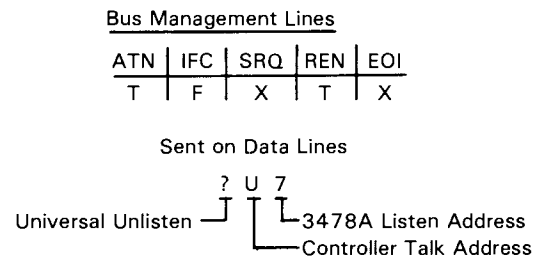 Bus Management Lines
ATN IFC SRQ REN EOI
T F X T X
Sent on Data Lines
? U 7
Universal Unlisten 3478A Listen Address
Controller Talk Address